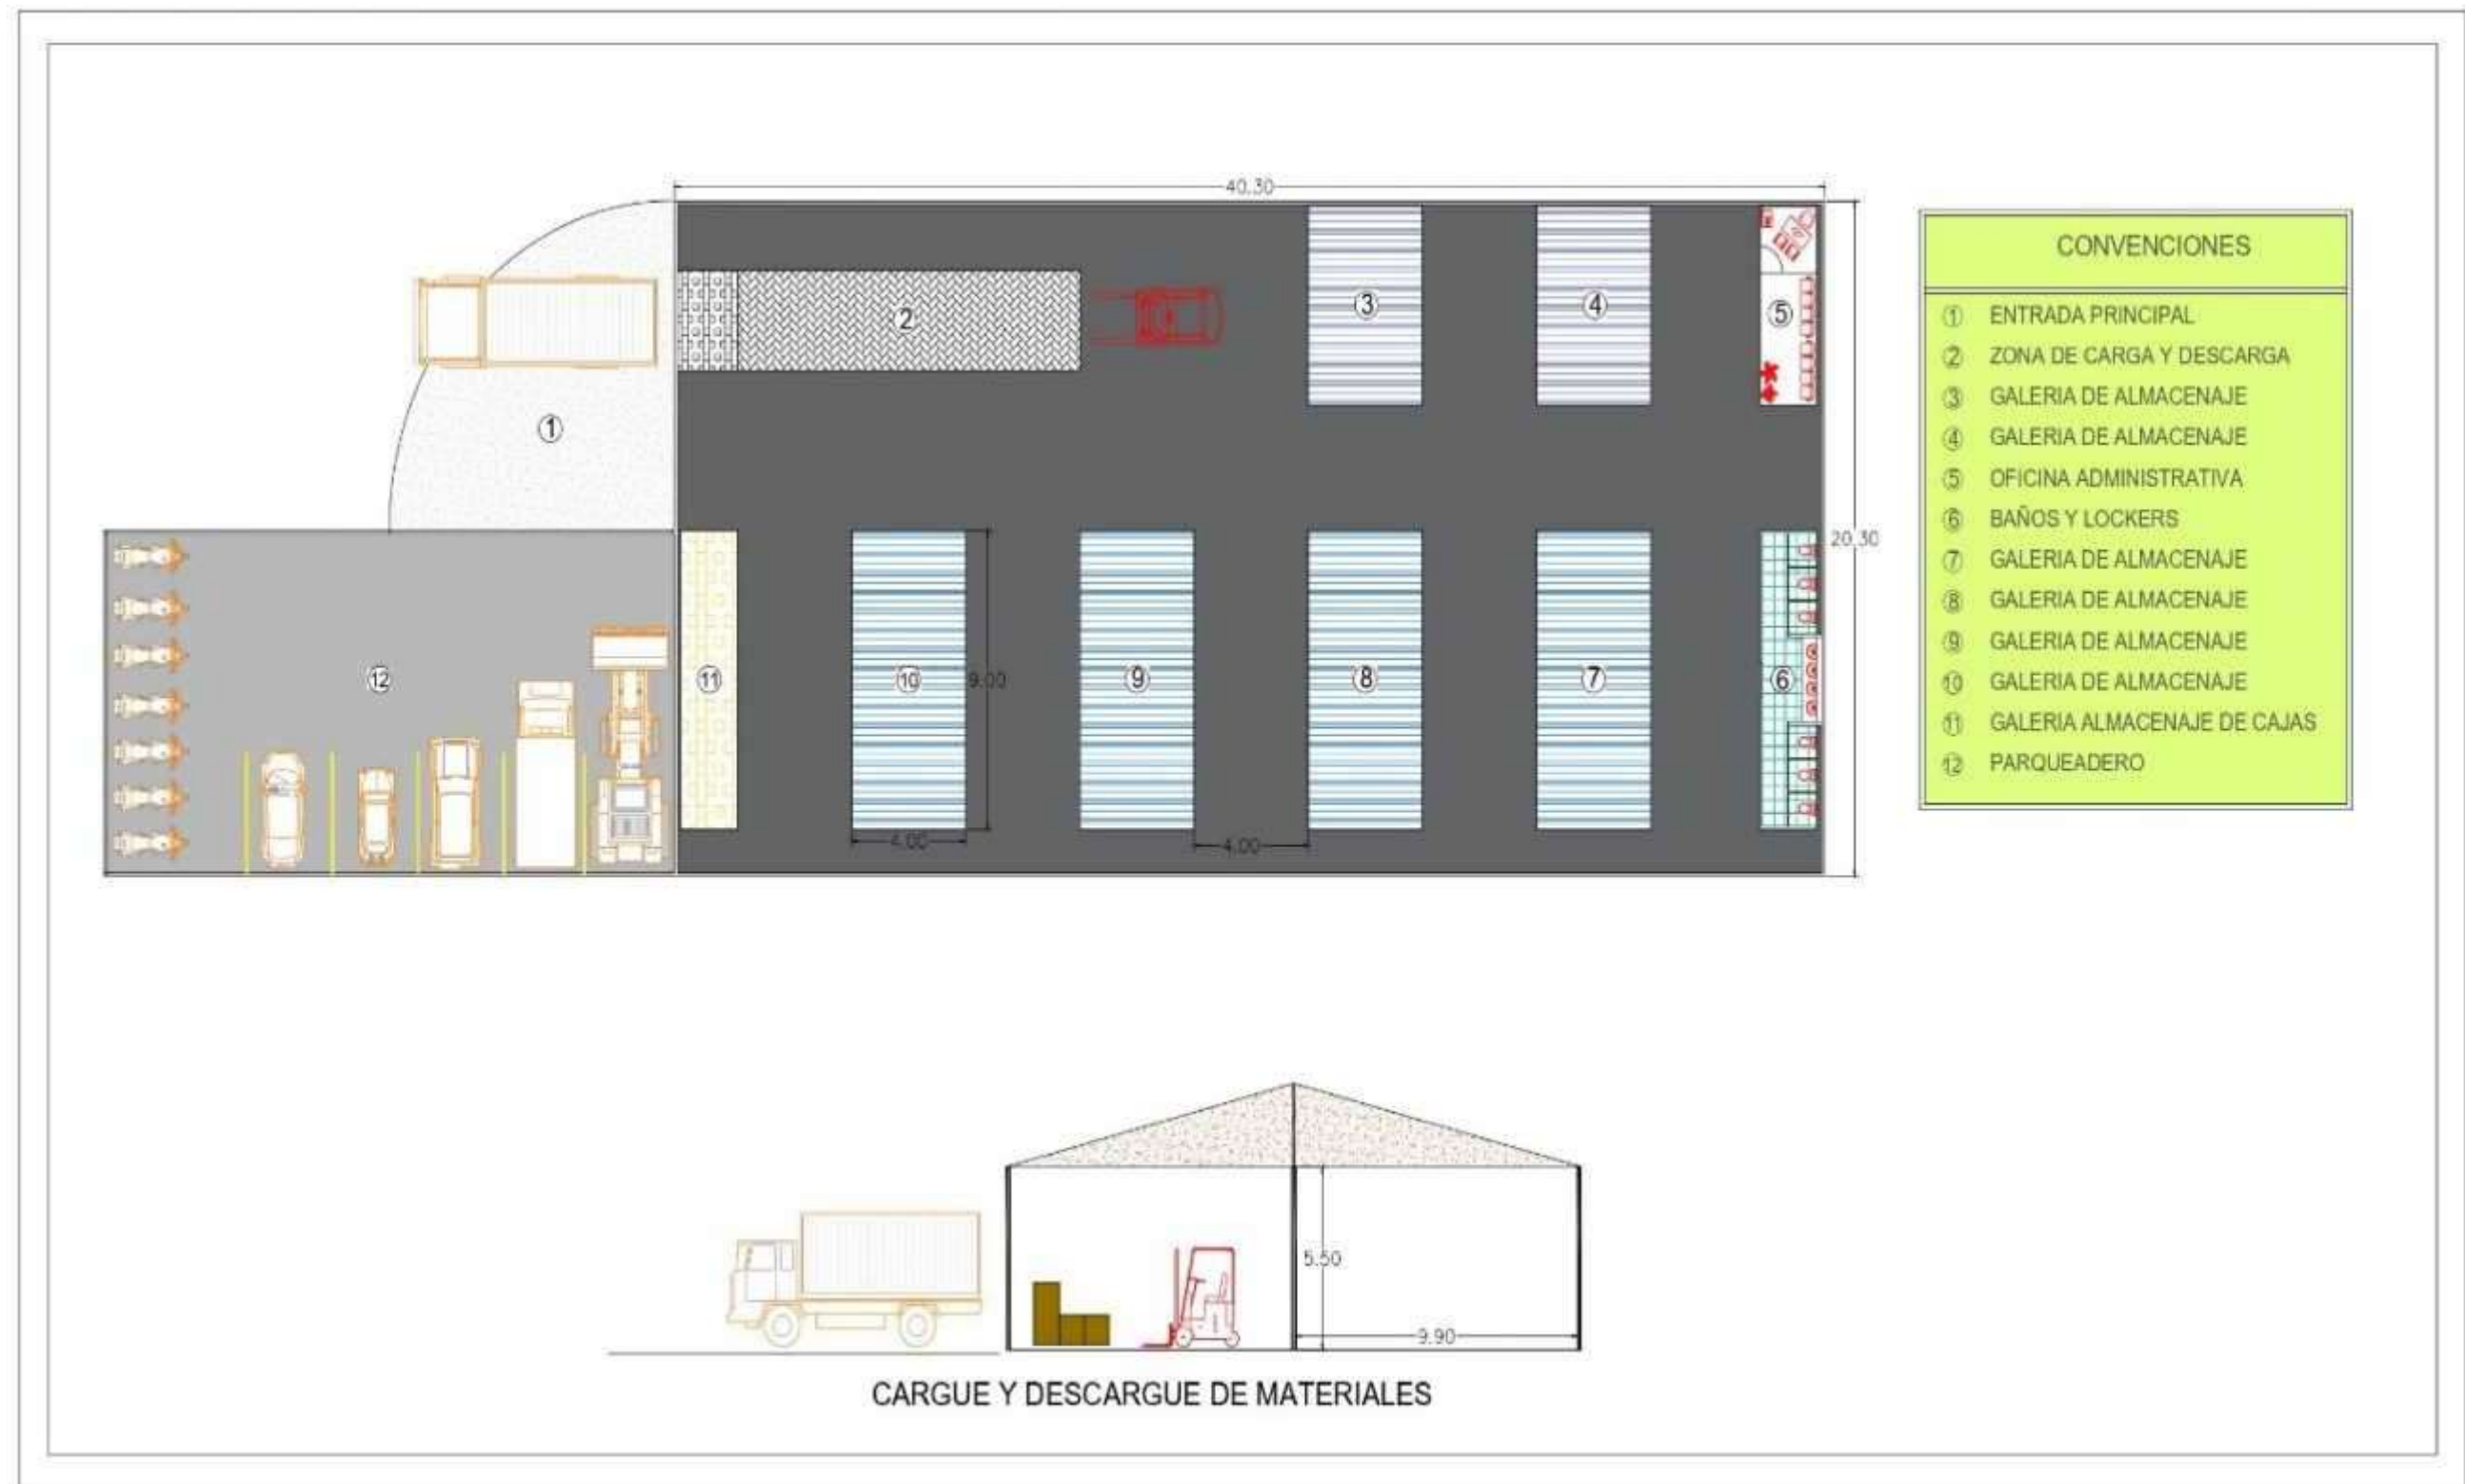 40.30
CONVENCIONES
① ENTRADA PRINCIPAL
② ZONA DE CARGA Y DESCARGA
③ GALERIA DE ALMACENAJE
④ GALERIA DE ALMACENAJE
⑤ OFICINA ADMINISTRATIVA
⑥ BAÑOS Y LOCKERS
⑦ GALERIA DE ALMACENAJE
⑧ GALERIA DE ALMACENAJE
⑨ GALERIA DE ALMACENAJE
⑩ GALERIA DE ALMACENAJE
⑪ GALERIA ALMACENAJE DE CAJAS
⑫ PARQUEADERO
②
③
④
⑤
①
20.30
⑫
⑪
⑩
9.00
⑨
⑧
⑦
⑥
4.00
4.00
5.50
9.90
CARGUE Y DESCARGUE DE MATERIALES